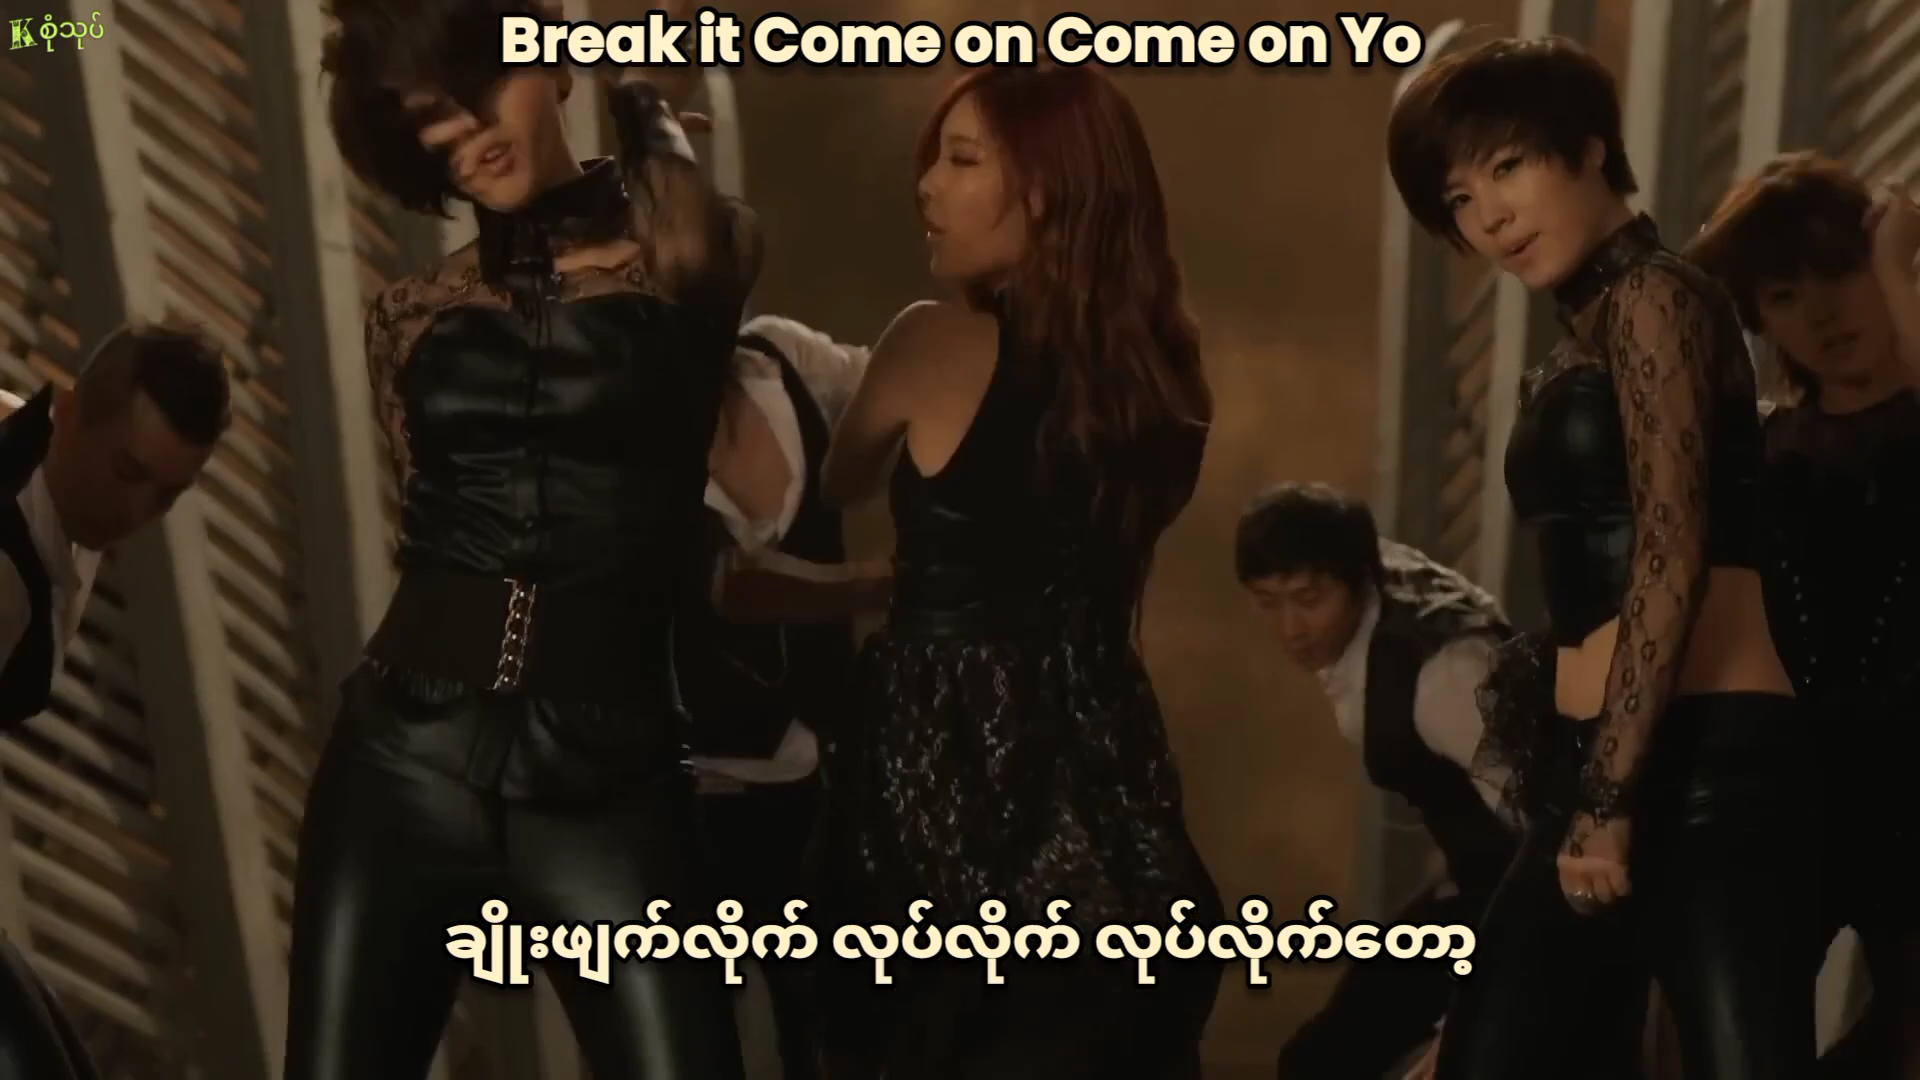 K စုံသုပ်
Break it Come on Come on Yo
ချိုးဖျက်လိုက် လုပ်လိုက် လုပ်လိုက်တော့